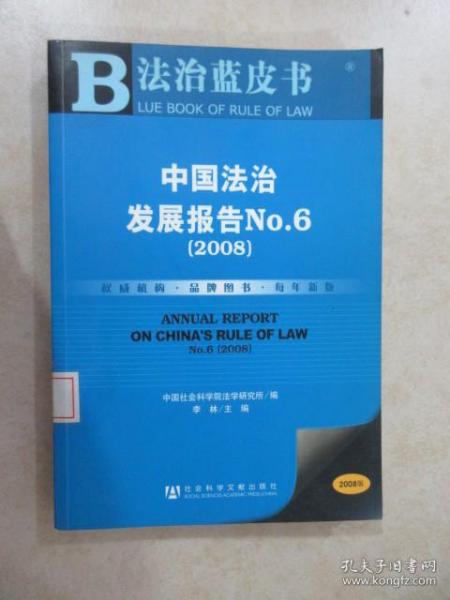 B 法治蓝皮书 ®
LUE BOOK OF RULE OF LAW
中国法治
发展报告No.6
(2008)
权威机构·品牌图书·每年新版
ANNUAL REPORT
ON CHINA'S RULE OF LAW
No.6 (2008)
中国社会科学院法学研究所/编
李 林/主 编
社会科学文献出版社
SOCIAL SCIENCES ACADEMIC PRESS(CHINA)
2008版
孔夫子旧书网
www.kongfz.com